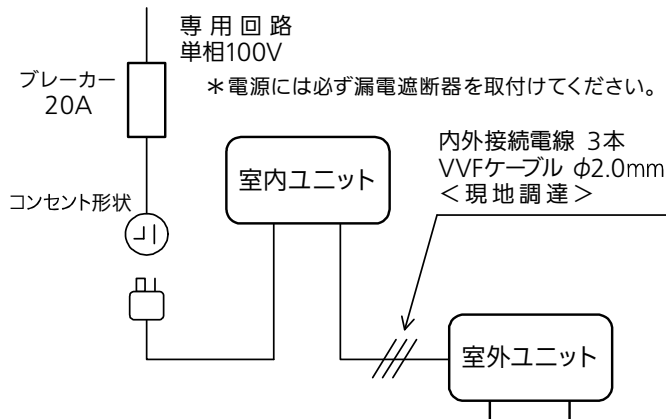 専用回路
単相100V
ブレーカー
20A
＊電源には必ず漏電遮断器を取付けてください。
内外接続電線 3本
VVFケーブル φ2.0mm
＜現地調達＞
室内ユニット
コンセント形状
室外ユニット